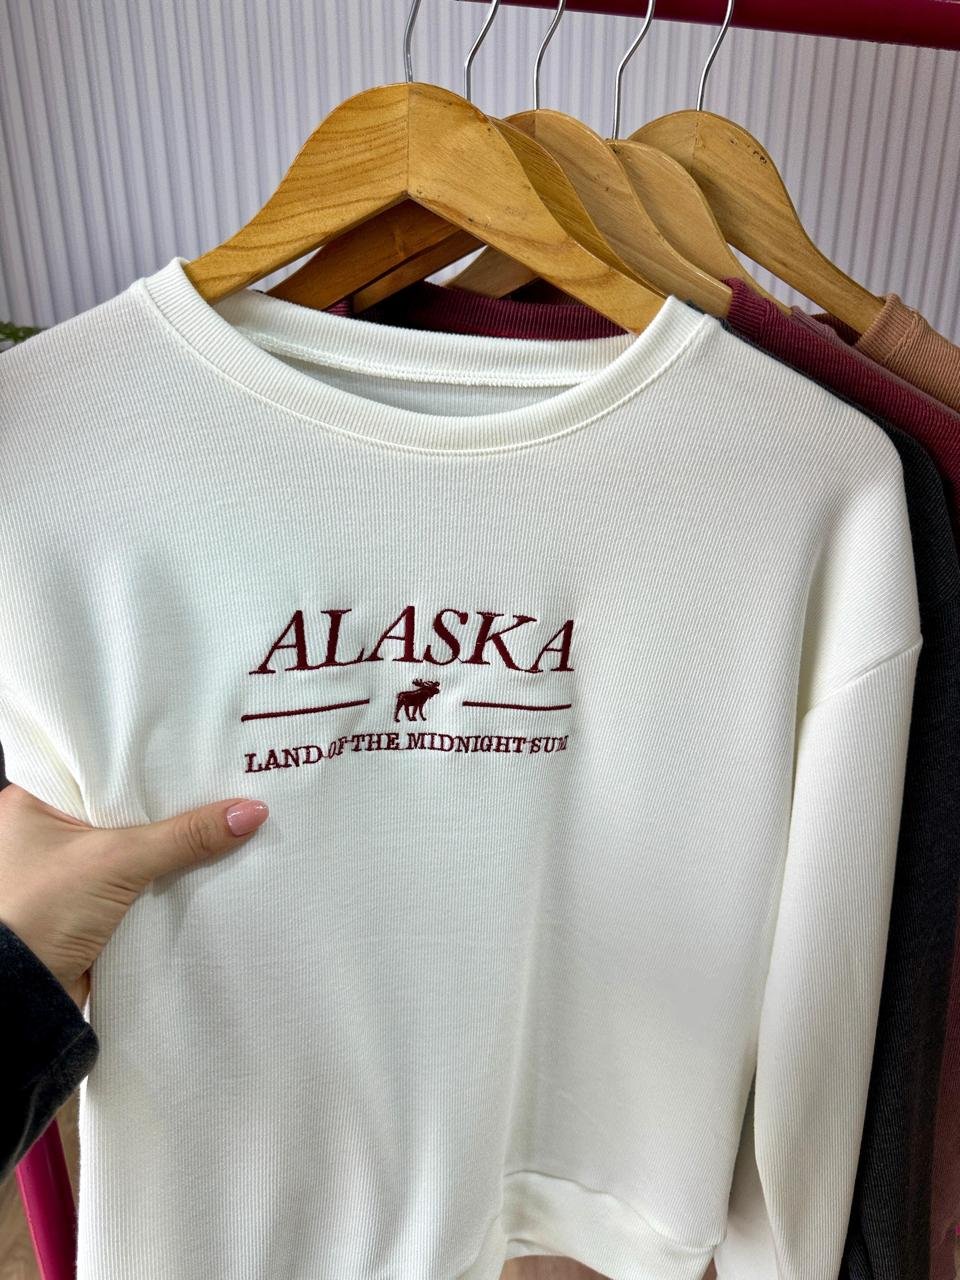 ALASKA
LAND OF THE MIDNIGHT SUN